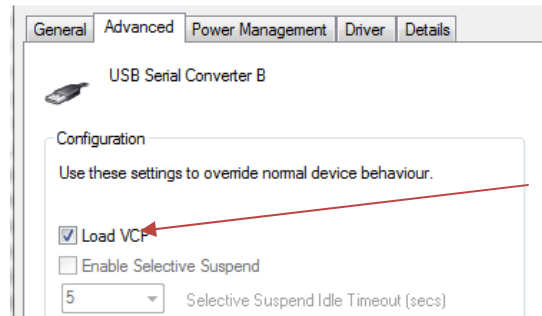 General Advanced Power Management Driver Details
USB Serial Converter B
Configuration
Use these settings to override normal device behaviour.
Load VCP
Enable Selective Suspend
5 Selective Suspend Idle Timeout (secs)